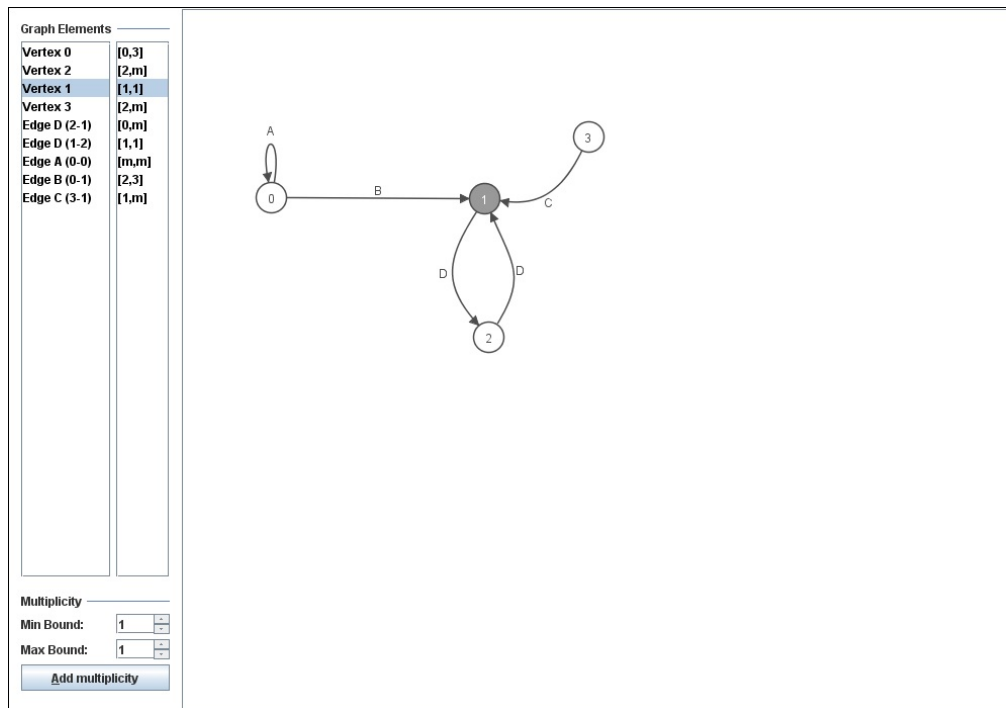 Graph Elements
Vertex 0 [0,3]
Vertex 2 [2,m]
Vertex 1 [1,1]
Vertex 3 [2,m]
Edge D (2-1) [0,m]
Edge D (1-2) [1,1]
Edge A (0-0) [m,m]
Edge B (0-1) [2,3]
Edge C (3-1) [1,m]
Multiplicity
Min Bound: 1
Max Bound: 1
Add multiplicity
A
3
0
B
1
C
D
D
2